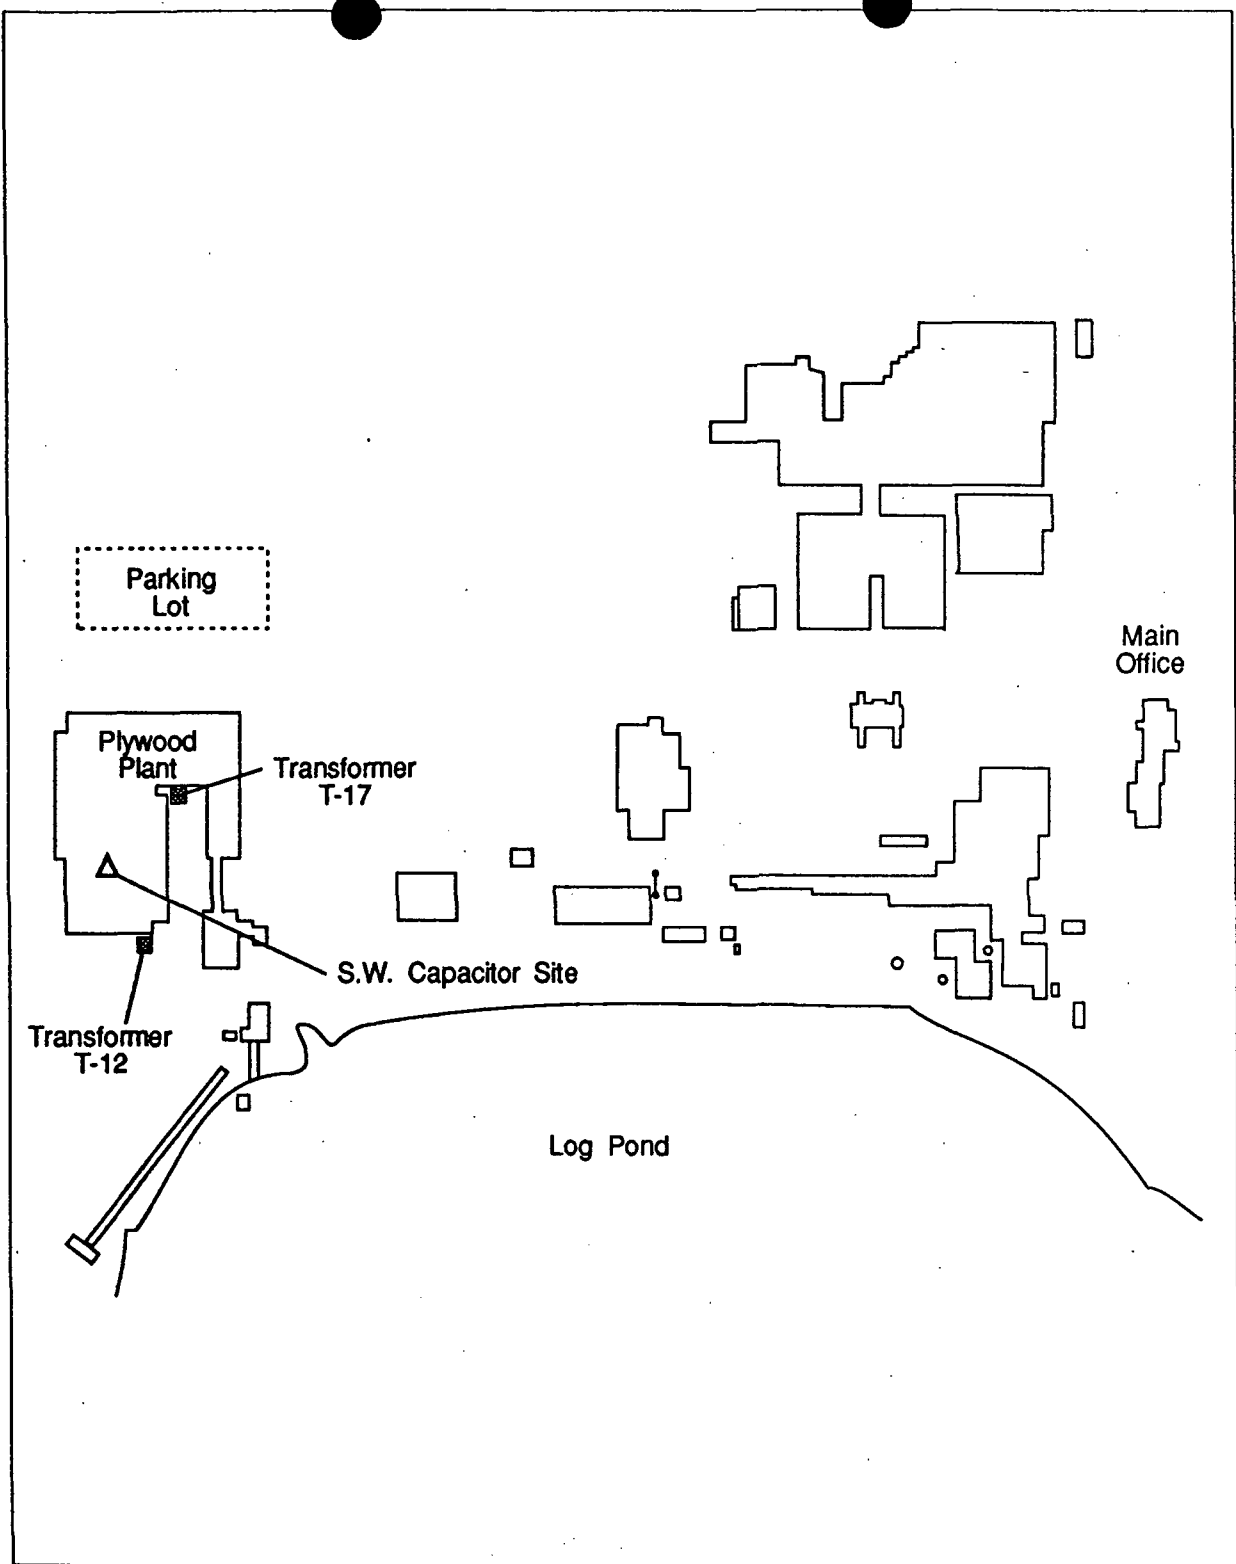 Parking
Lot
Main
Office
Plywood
Plant
Transformer
T-17
S.W. Capacitor Site
Transformer
T-12
Log Pond